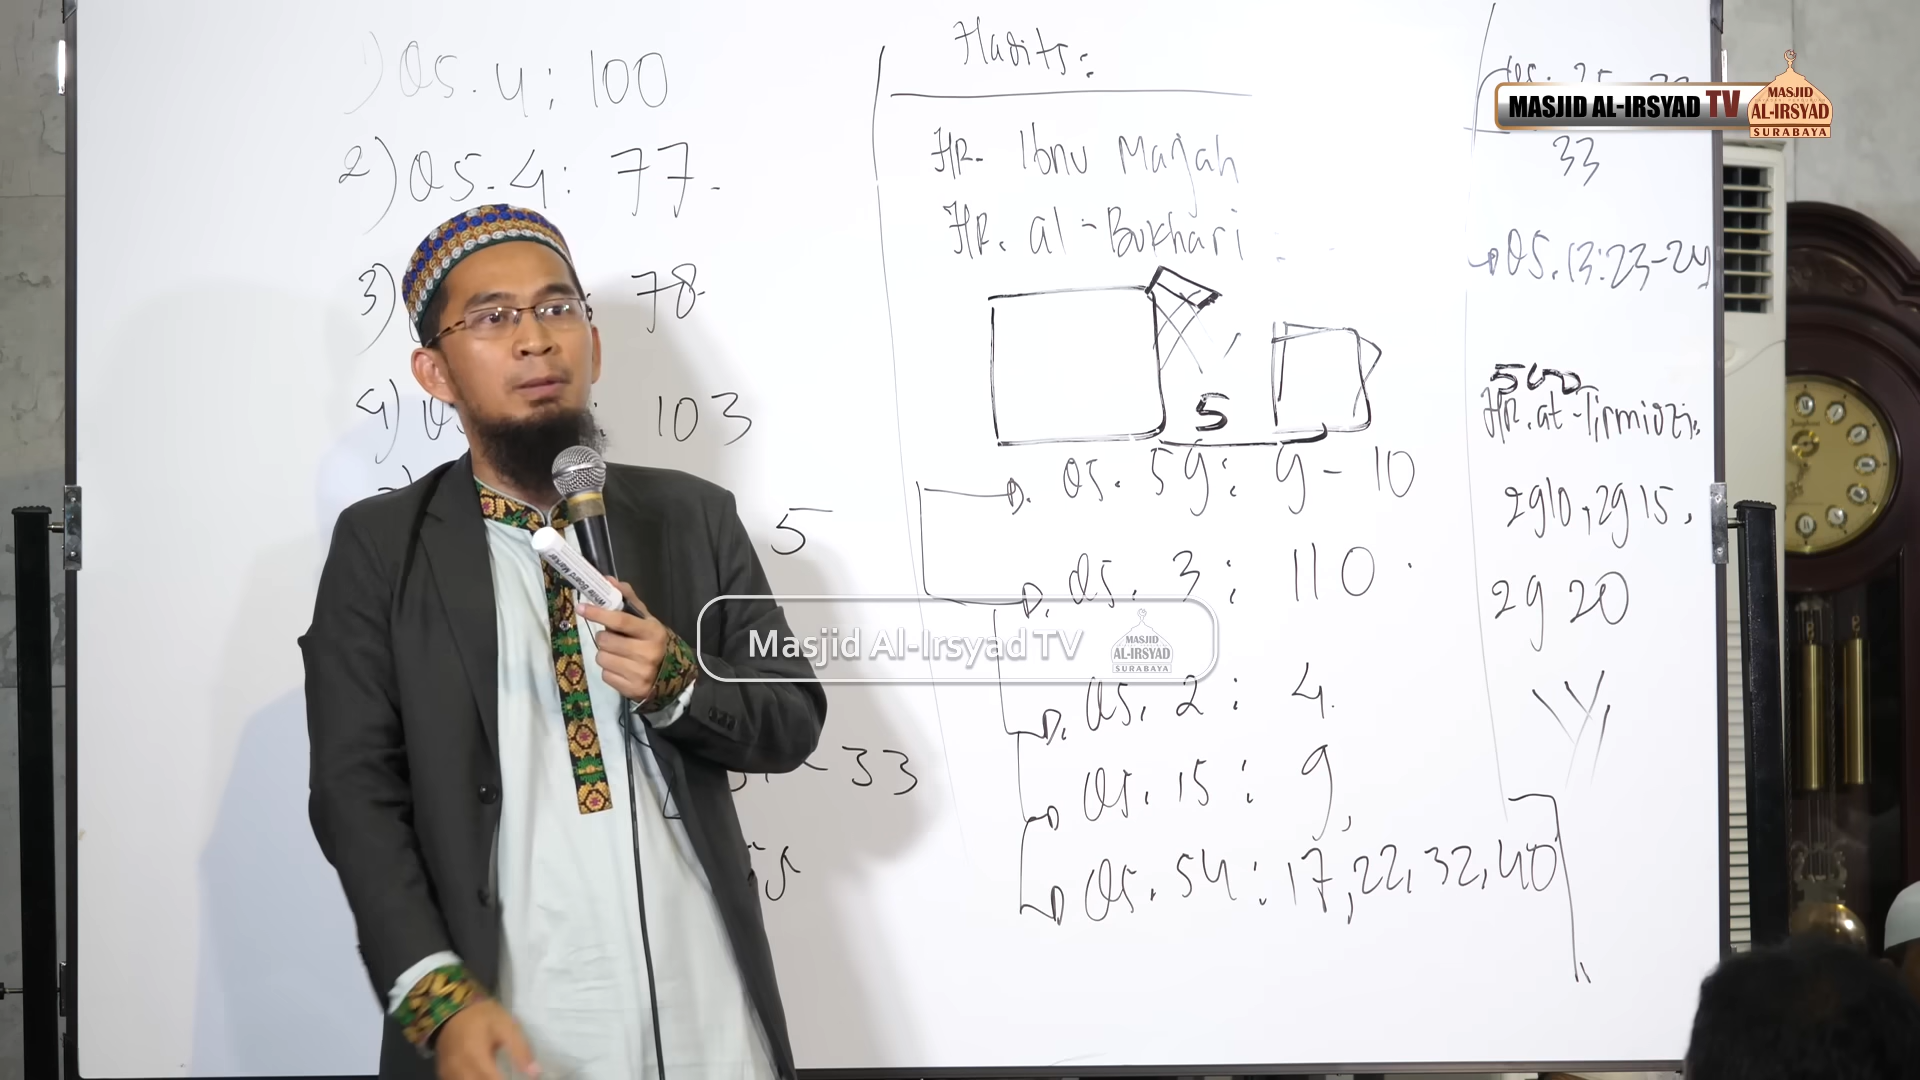 1) QS. 4: 100
2) QS. 4: 77.
3) 78
4) 103
5
33
Hadits:
HR. Ibnu Majah
HR. al-Bukhari
5
QS. 59: 9-10
QS. 3: 110.
QS. 2: 4.
QS. 15: 9,
QS. 54: 17, 22, 32, 40
33
QS. 13:23-24
500
HR. at-Tirmidzi.
2910, 2915,
2920
MASJID AL-IRSYAD TV
MASJID
AL-IRSYAD
SURABAYA
Masjid Al-Irsyad TV
MASJID
AL-IRSYAD
SURABAYA
White Board Marker